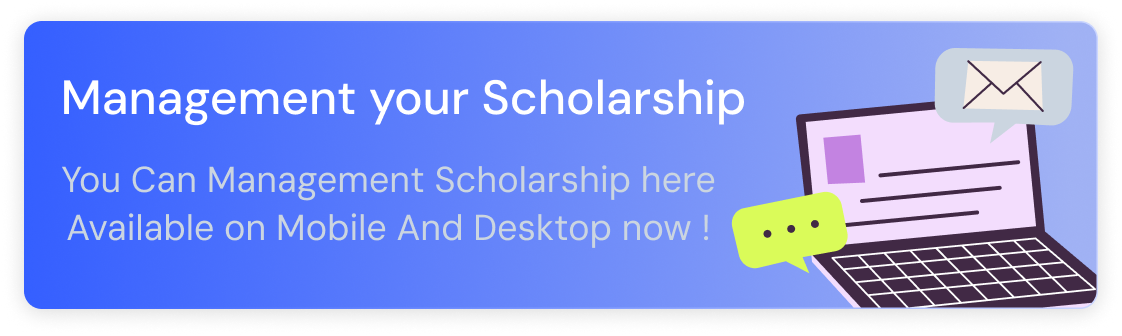 Management your Scholarship
You Can Management Scholarship here
Available on Mobile And Desktop now !